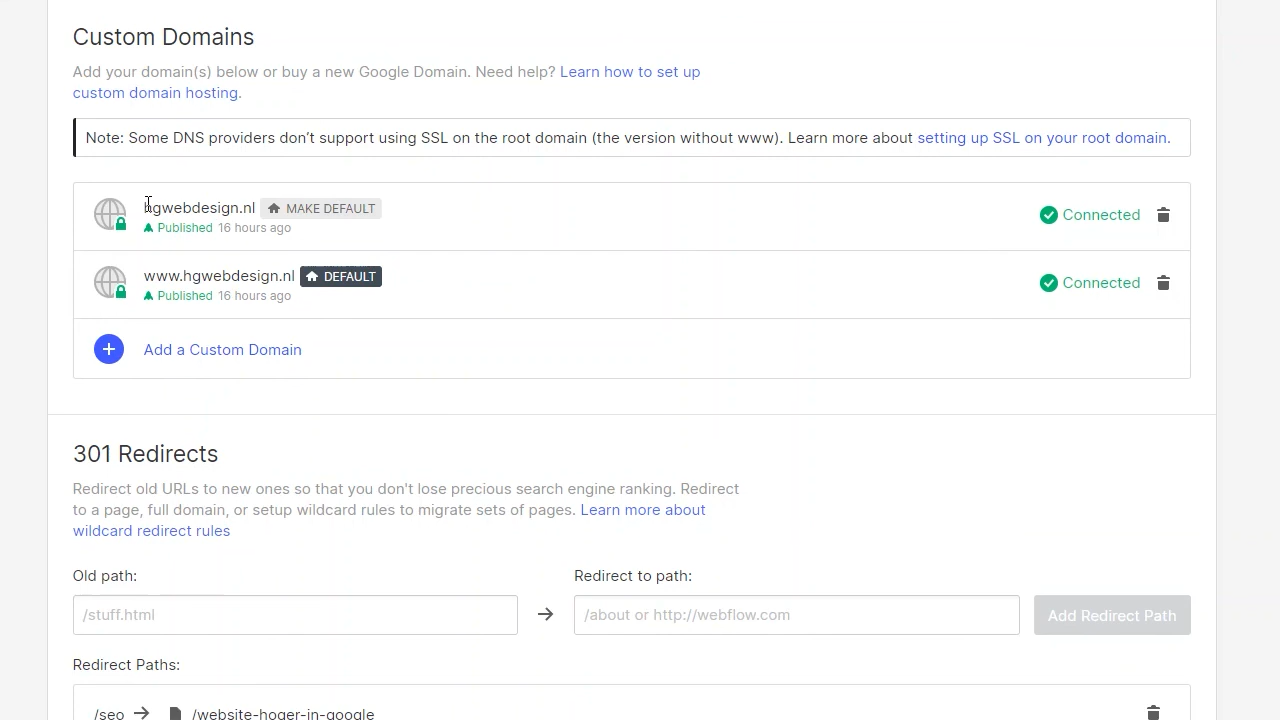 Custom Domains
Add your domain(s) below or buy a new Google Domain. Need help? Learn how to set up
custom domain hosting.
Note: Some DNS providers don’t support using SSL on the root domain (the version without www). Learn more about setting up SSL on your root domain.
hgwebdesign.nl MAKE DEFAULT
Published 16 hours ago
Connected
www.hgwebdesign.nl DEFAULT
Published 16 hours ago
Connected
Add a Custom Domain
301 Redirects
Redirect old URLs to new ones so that you don't lose precious search engine ranking. Redirect
to a page, full domain, or setup wildcard rules to migrate sets of pages. Learn more about
wildcard redirect rules
Old path:
Redirect to path:
/stuff.html
/about or http://webflow.com
Add Redirect Path
Redirect Paths:
/seo → /website-hoger-in-google